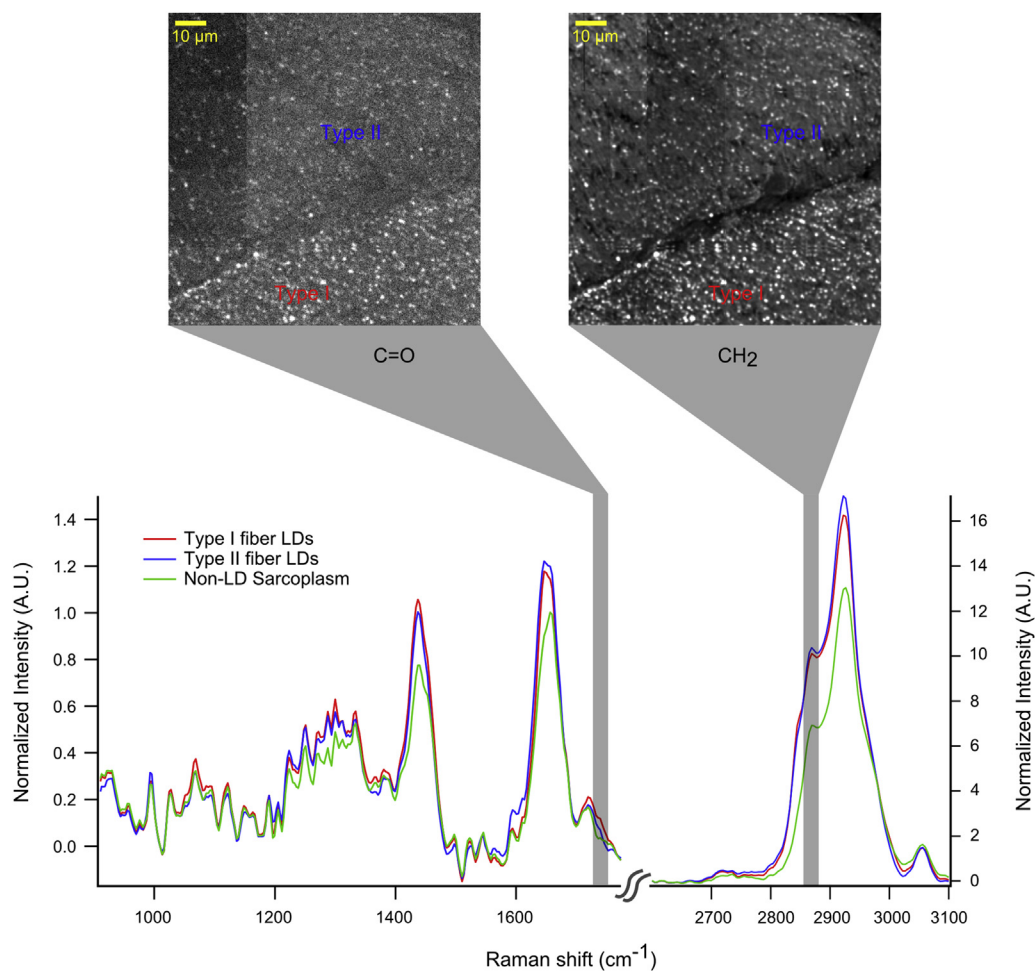 10 µm
10 µm
Type II
Type II
Type I
Type I
C=O
CH2
Normalized Intensity (A.U.)
1.4
1.2
1.0
0.8
0.6
0.4
0.2
0.0
Type I fiber LDs
Type II fiber LDs
Non-LD Sarcoplasm
16
14
12
10
8
6
4
2
0
Normalized Intensity (A.U.)
1000 1200 1400 1600 2700 2800 2900 3000 3100
Raman shift (cm-1)